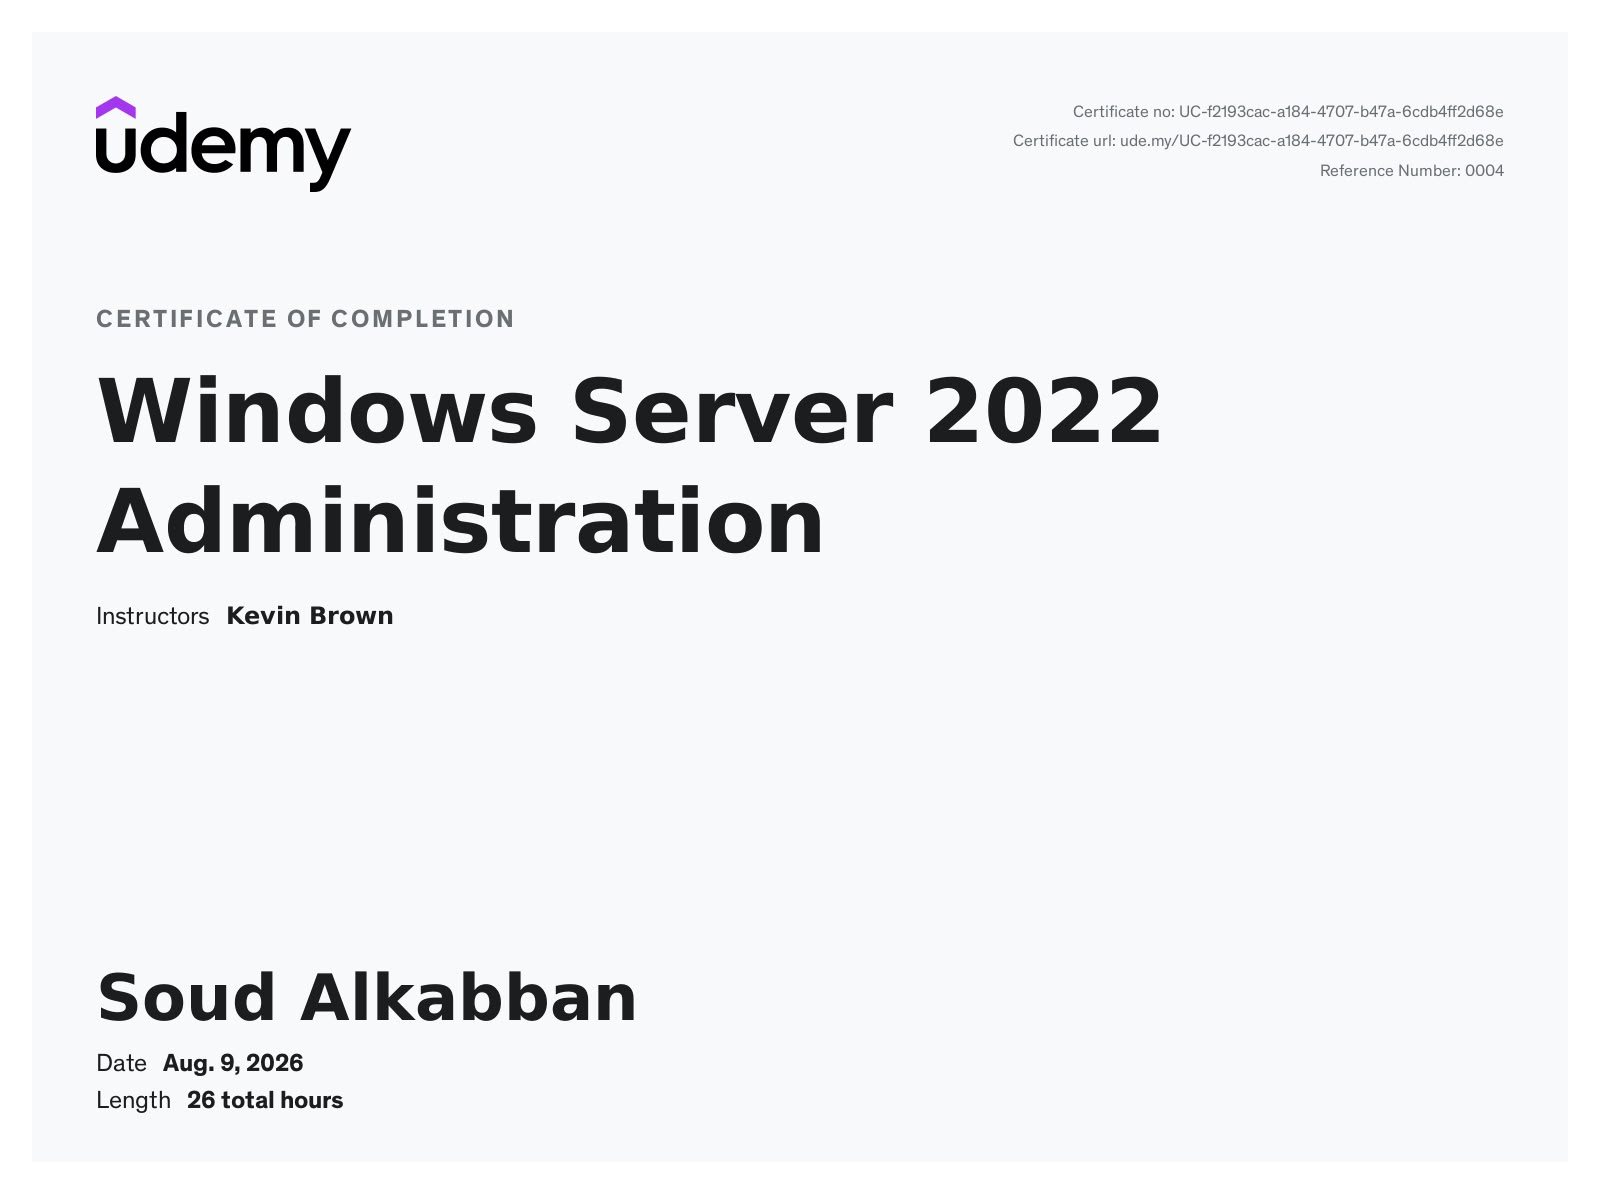 udemy
Certificate no: UC-f2193cac-a184-4707-b47a-6cdb4ff2d68e
Certificate url: ude.my/UC-f2193cac-a184-4707-b47a-6cdb4ff2d68e
Reference Number: 0004
CERTIFICATE OF COMPLETION
Windows Server 2022
Administration
Instructors Kevin Brown
Soud Alkabban
Date Aug. 9, 2026
Length 26 total hours